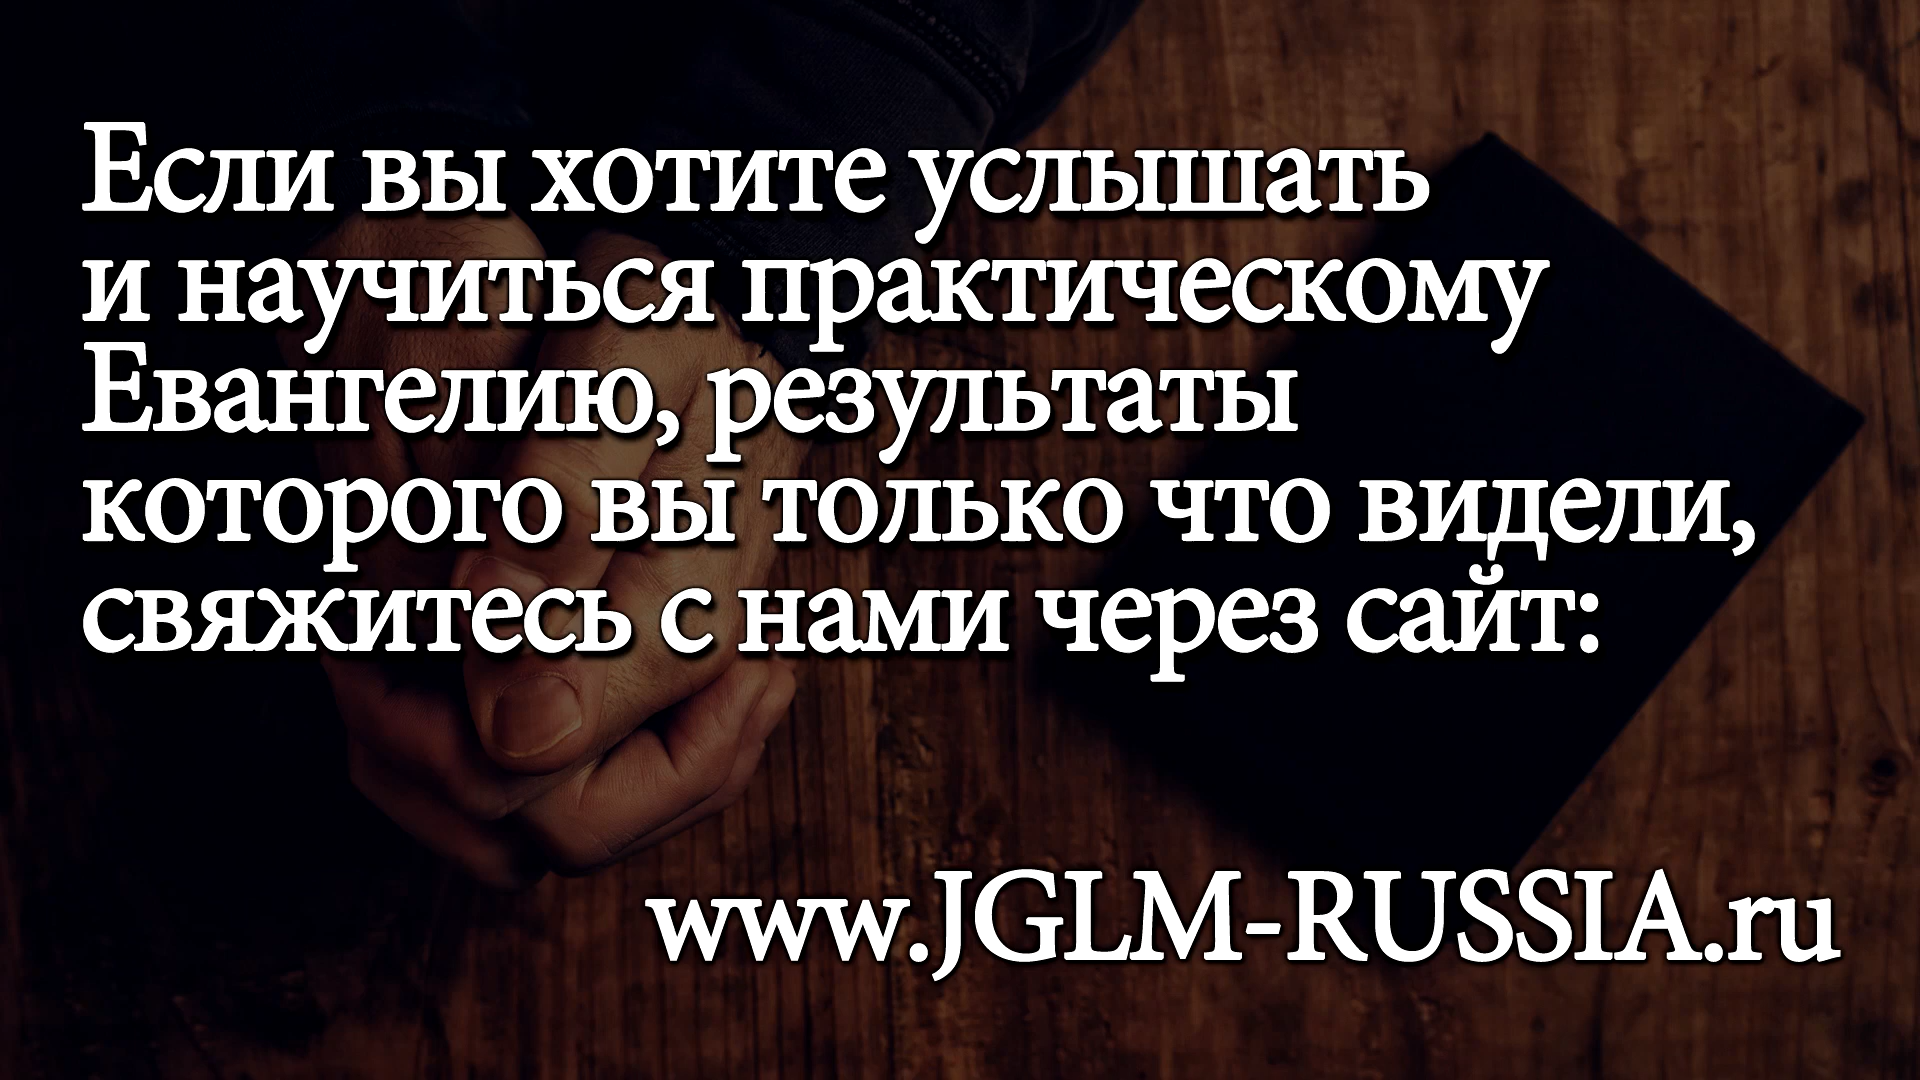 Если вы хотите услышать
и научиться практическому
Евангелию, результаты
которого вы только что видели,
свяжитесь с нами через сайт:
www.JGLM-RUSSIA.ru